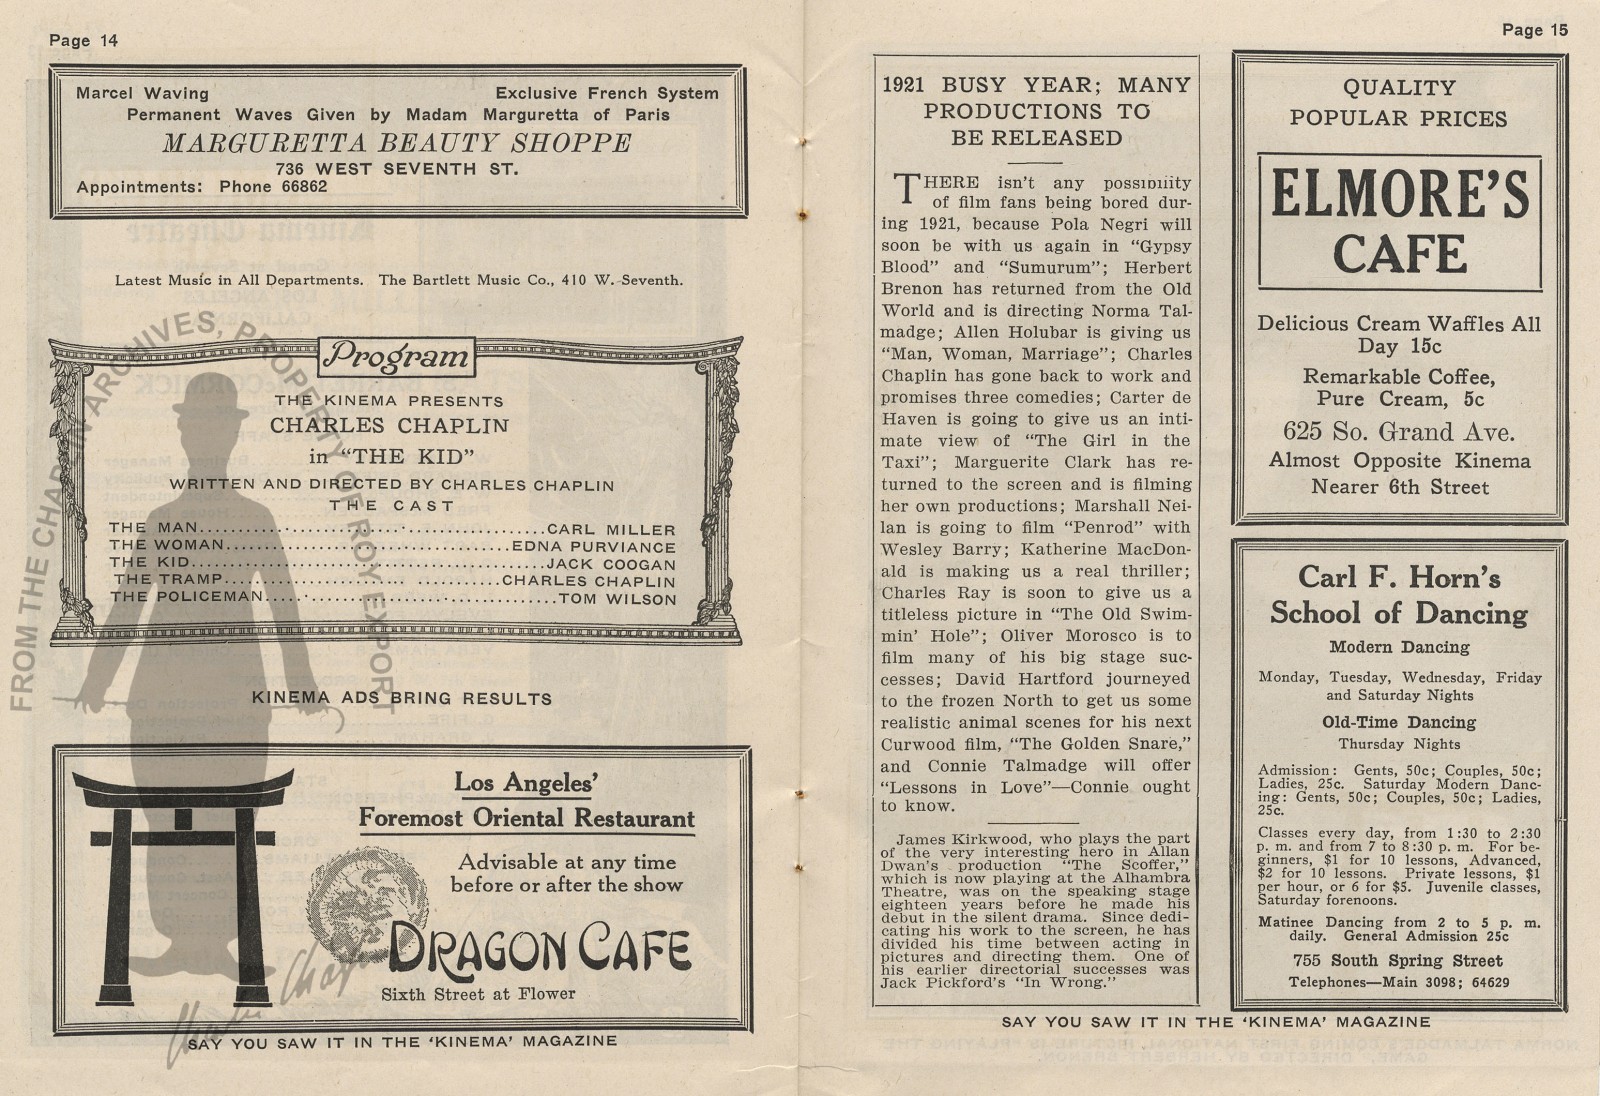 Page 14
Marcel Waving Exclusive French System
Permanent Waves Given by Madam Marguretta of Paris
MARGURETTA BEAUTY SHOPPE
736 WEST SEVENTH ST.
Appointments: Phone 66862
Latest Music in All Departments. The Bartlett Music Co., 410 W. Seventh.
Program
THE KINEMA PRESENTS
CHARLES CHAPLIN
in "THE KID"
WRITTEN AND DIRECTED BY CHARLES CHAPLIN
THE CAST
THE MAN..........CARL MILLER
THE WOMAN..........EDNA PURVIANCE
THE KID..........JACK COOGAN
THE TRAMP..........CHARLES CHAPLIN
THE POLICEMAN..........TOM WILSON
KINEMA ADS BRING RESULTS
Los Angeles'
Foremost Oriental Restaurant
Advisable at any time
before or after the show
DRAGON CAFE
Sixth Street at Flower
SAY YOU SAW IT IN THE 'KINEMA' MAGAZINE
FROM THE CHAPLIN ARCHIVES, PROPERTY OF ROY EXPORT
Page 15
1921 BUSY YEAR; MANY
PRODUCTIONS TO
BE RELEASED
THERE isn't any possibility
of film fans being bored dur-
ing 1921, because Pola Negri will
soon be with us again in "Gypsy
Blood" and "Sumurum"; Herbert
Brenon has returned from the Old
World and is directing Norma Tal-
madge; Allen Holubar is giving us
"Man, Woman, Marriage"; Charles
Chaplin has gone back to work and
promises three comedies; Carter de
Haven is going to give us an inti-
mate view of "The Girl in the
Taxi"; Marguerite Clark has re-
turned to the screen and is filming
her own productions; Marshall Nei-
lan is going to film "Penrod" with
Wesley Barry; Katherine MacDon-
ald is making us a real thriller;
Charles Ray is soon to give us a
titleless picture in "The Old Swim-
min' Hole"; Oliver Morosco is to
film many of his big stage suc-
cesses; David Hartford journeyed
to the frozen North to get us some
realistic animal scenes for his next
Curwood film, "The Golden Snare,"
and Connie Talmadge will offer
"Lessons in Love"—Connie ought
to know.
James Kirkwood, who plays the part
of the very interesting hero in Allan
Dwan's production "The Scoffer,"
which is now playing at the Alhambra
Theatre, was on the speaking stage
eighteen years before he made his
debut in the silent drama. Since dedi-
cating his work to the screen, he has
divided his time between acting in
pictures and directing them. One of
his earlier directorial successes was
Jack Pickford's "In Wrong."
QUALITY
POPULAR PRICES
ELMORE'S
CAFE
Delicious Cream Waffles All
Day 15c
Remarkable Coffee,
Pure Cream, 5c
625 So. Grand Ave.
Almost Opposite Kinema
Nearer 6th Street
Carl F. Horn's
School of Dancing
Modern Dancing
Monday, Tuesday, Wednesday, Friday
and Saturday Nights
Old-Time Dancing
Thursday Nights
Admission: Gents, 50c; Couples, 50c;
Ladies, 25c. Saturday Modern Danc-
ing: Gents, 50c; Couples, 50c; Ladies,
25c.
Classes every day, from 1:30 to 2:30
p. m. and from 7 to 8:30 p. m. For be-
ginners, $1 for 10 lessons, Advanced,
$2 for 10 lessons. Private lessons, $1
per hour, or 6 for $5. Juvenile classes,
Saturday forenoons.
Matinee Dancing from 2 to 5 p. m.
daily. General Admission 25c
755 South Spring Street
Telephones—Main 3098; 64629
SAY YOU SAW IT IN THE 'KINEMA' MAGAZINE